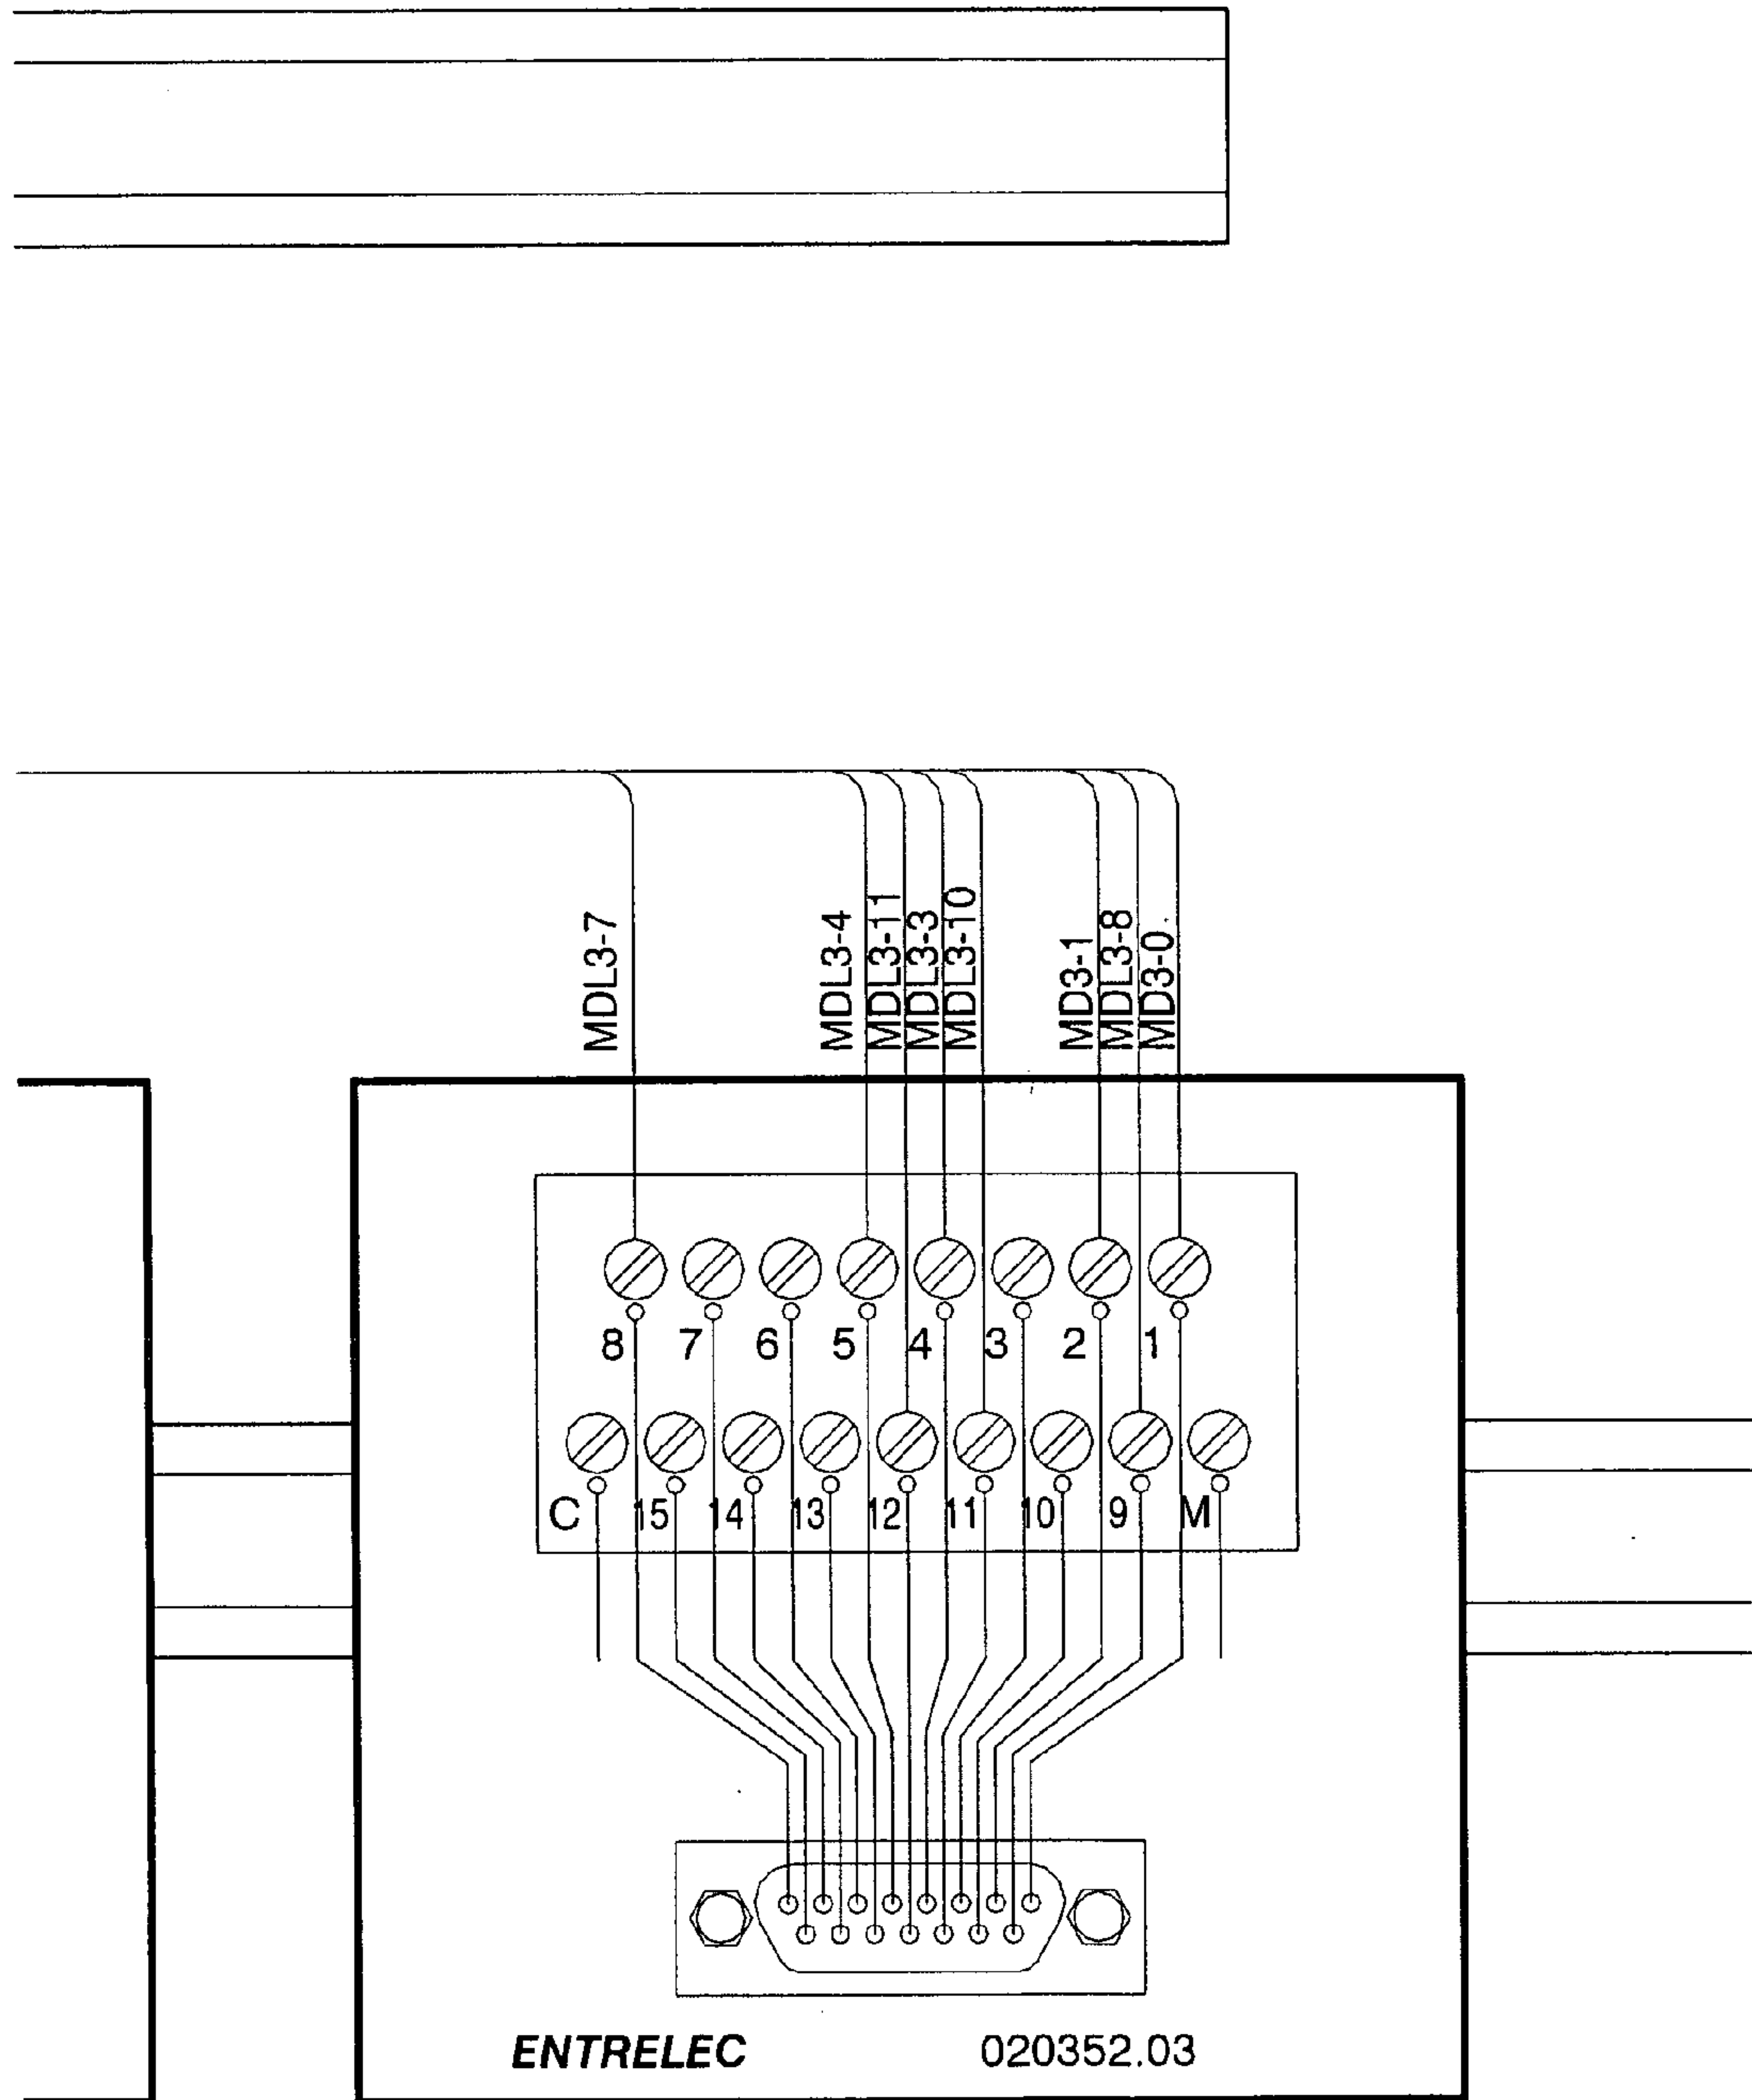 MDL3-7
MDL3-4
MDL3-11
MDL3-3
MDL3-10
MD3-1
MDL3-8
MD3-0
8 7 6 5 4 3 2 1
C 15 14 13 12 11 10 9 M
ENTRELEC 020352.03